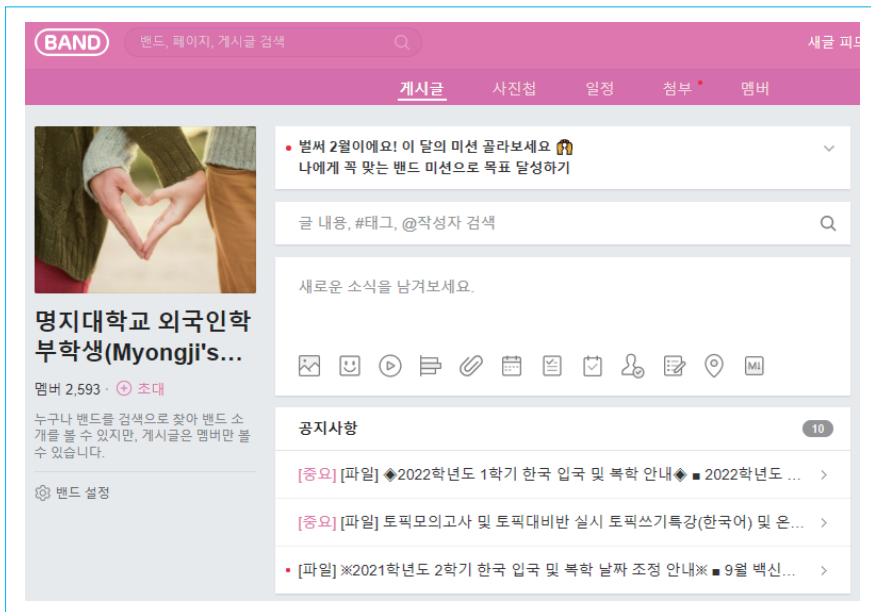 BAND
밴드, 페이지, 게시글 검색
새글 피드
게시글
사진첩
일정
첨부
멤버
벌써 2월이에요! 이 달의 미션 골라보세요
나에게 꼭 맞는 밴드 미션으로 목표 달성하기
글 내용, #태그, @작성자 검색
새로운 소식을 남겨보세요.
명지대학교 외국인학
부학생(Myongji's...
멤버 2,593 · 초대
누구나 밴드를 검색으로 찾아 밴드 소
개를 볼 수 있지만, 게시글은 멤버만 볼
수 있습니다.
밴드 설정
공지사항
10
[중요] [파일] ◈2022학년도 1학기 한국 입국 및 복학 안내◈ ■ 2022학년도 ...
[중요] [파일] 토픽모의고사 및 토픽대비반 실시 토픽쓰기특강(한국어) 및 온...
[파일] ※2021학년도 2학기 한국 입국 및 복학 날짜 조정 안내※ ■ 9월 백신...